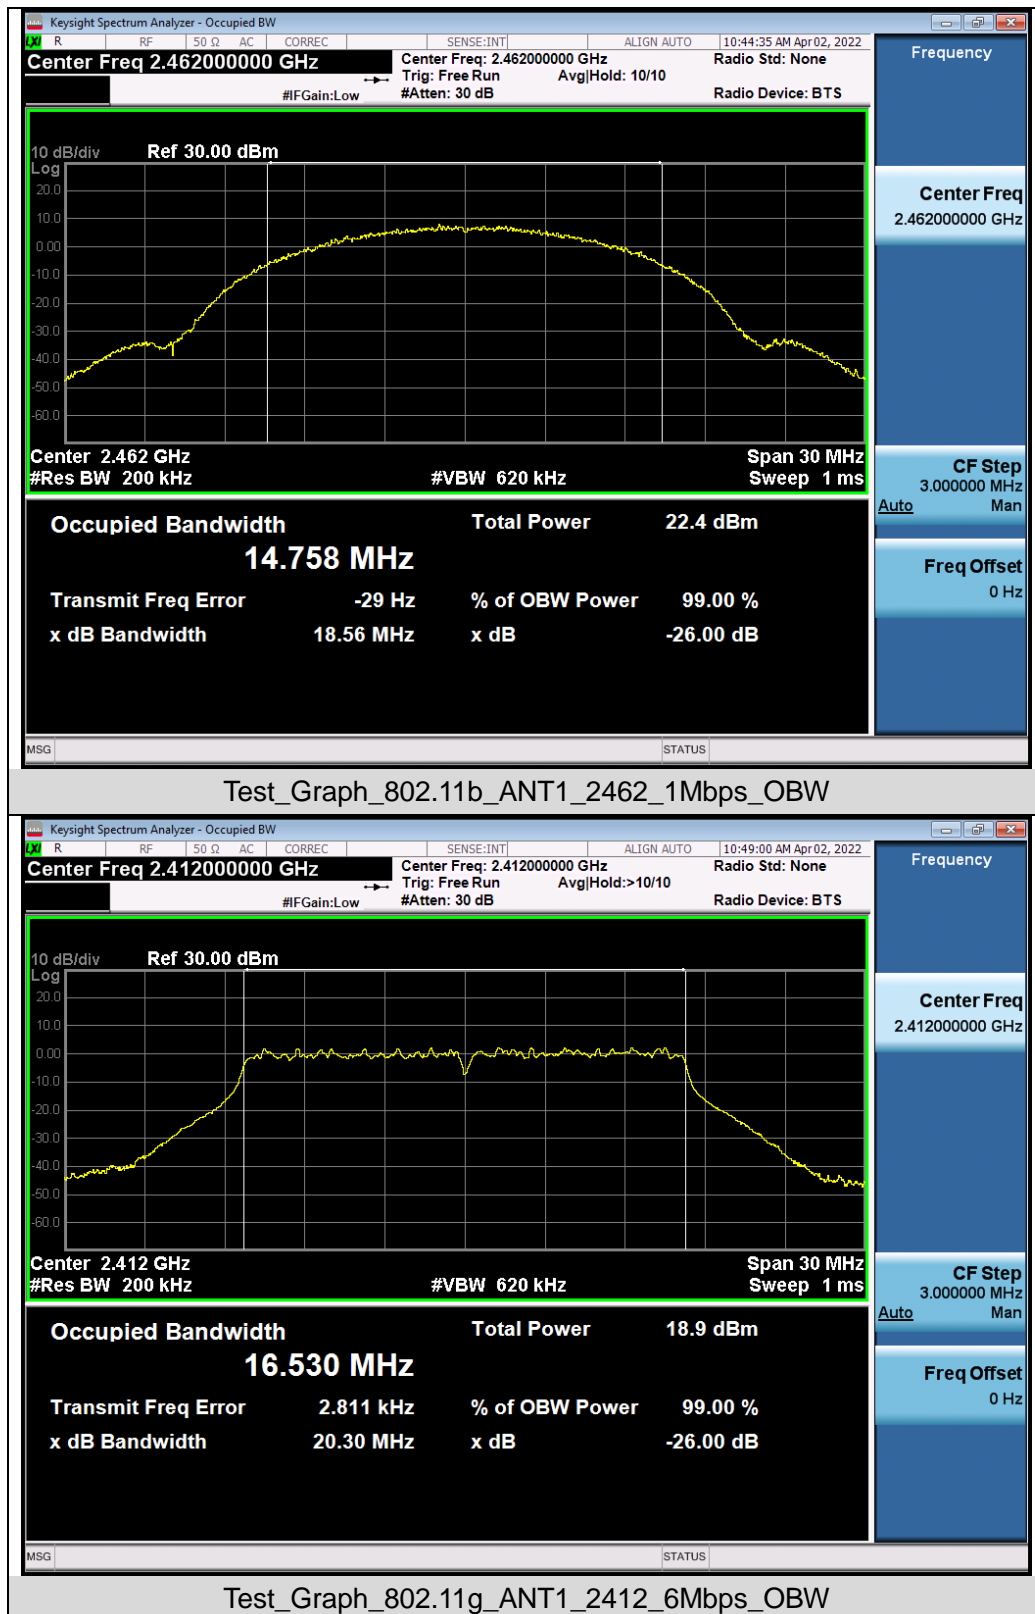 Keysight Spectrum Analyzer - Occupied BW
LXI R RF 50 Ω AC CORREC SENSE:INT ALIGN AUTO 10:44:35 AM Apr 02, 2022
Center Freq 2.462000000 GHz
Center Freq: 2.462000000 GHz
Radio Std: None
Trig: Free Run Avg|Hold: 10/10
#IFGain:Low
#Atten: 30 dB
Radio Device: BTS
Frequency
10 dB/div Ref 30.00 dBm
Log
20.0
10.0
0.00
-10.0
-20.0
-30.0
-40.0
-50.0
-60.0
Center 2.462 GHz Span 30 MHz
#Res BW 200 kHz #VBW 620 kHz Sweep 1 ms
Center Freq
2.462000000 GHz
CF Step
3.000000 MHz
Auto Man
Freq Offset
0 Hz
Occupied Bandwidth Total Power 22.4 dBm
14.758 MHz
Transmit Freq Error -29 Hz % of OBW Power 99.00 %
x dB Bandwidth 18.56 MHz x dB -26.00 dB
MSG STATUS
Test_Graph_802.11b_ANT1_2462_1Mbps_OBW
Keysight Spectrum Analyzer - Occupied BW
LXI R RF 50 Ω AC CORREC SENSE:INT ALIGN AUTO 10:49:00 AM Apr 02, 2022
Center Freq 2.412000000 GHz
Center Freq: 2.412000000 GHz
Radio Std: None
Trig: Free Run Avg|Hold:>10/10
#IFGain:Low
#Atten: 30 dB
Radio Device: BTS
Frequency
10 dB/div Ref 30.00 dBm
Log
20.0
10.0
0.00
-10.0
-20.0
-30.0
-40.0
-50.0
-60.0
Center 2.412 GHz Span 30 MHz
#Res BW 200 kHz #VBW 620 kHz Sweep 1 ms
Center Freq
2.412000000 GHz
CF Step
3.000000 MHz
Auto Man
Freq Offset
0 Hz
Occupied Bandwidth Total Power 18.9 dBm
16.530 MHz
Transmit Freq Error 2.811 kHz % of OBW Power 99.00 %
x dB Bandwidth 20.30 MHz x dB -26.00 dB
MSG STATUS
Test_Graph_802.11g_ANT1_2412_6Mbps_OBW